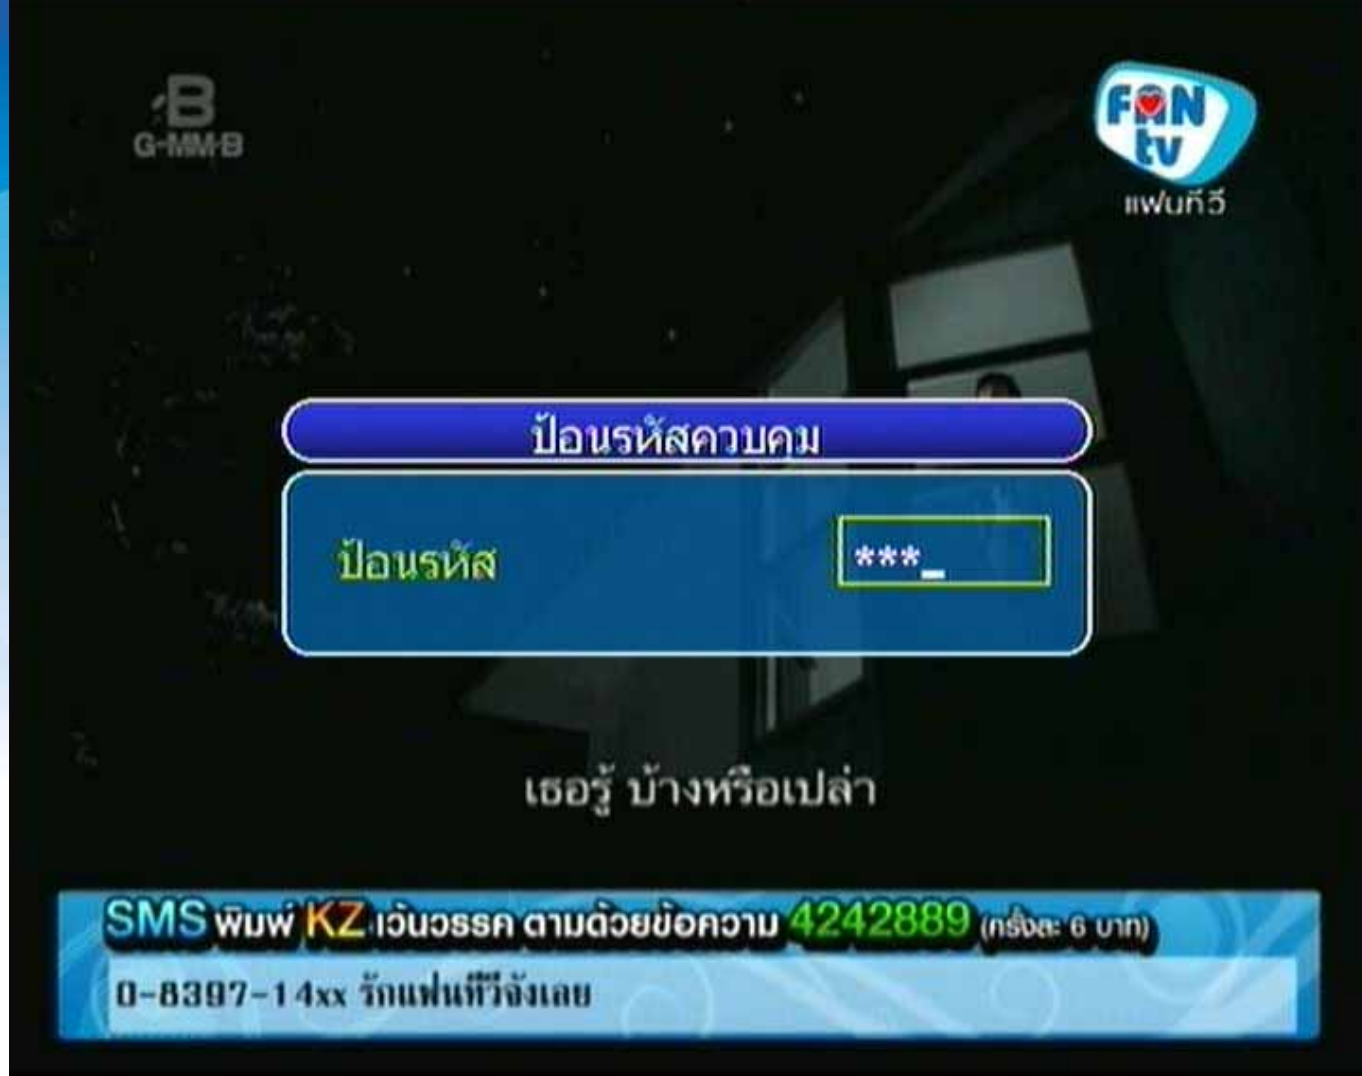 B
G-MM-B
FAN
tv
แฟนทีวี
ป้อนรหัสควบคุม
ป้อนรหัส ***_
เธอรู้ บ้างหรือเปล่า
SMS พิมพ์ KZ เว้นวรรค ตามด้วยข้อความ 4242889 (ครั้งละ 6 บาท)
0-8397-14xx รักแฟนทีวีจังเลย